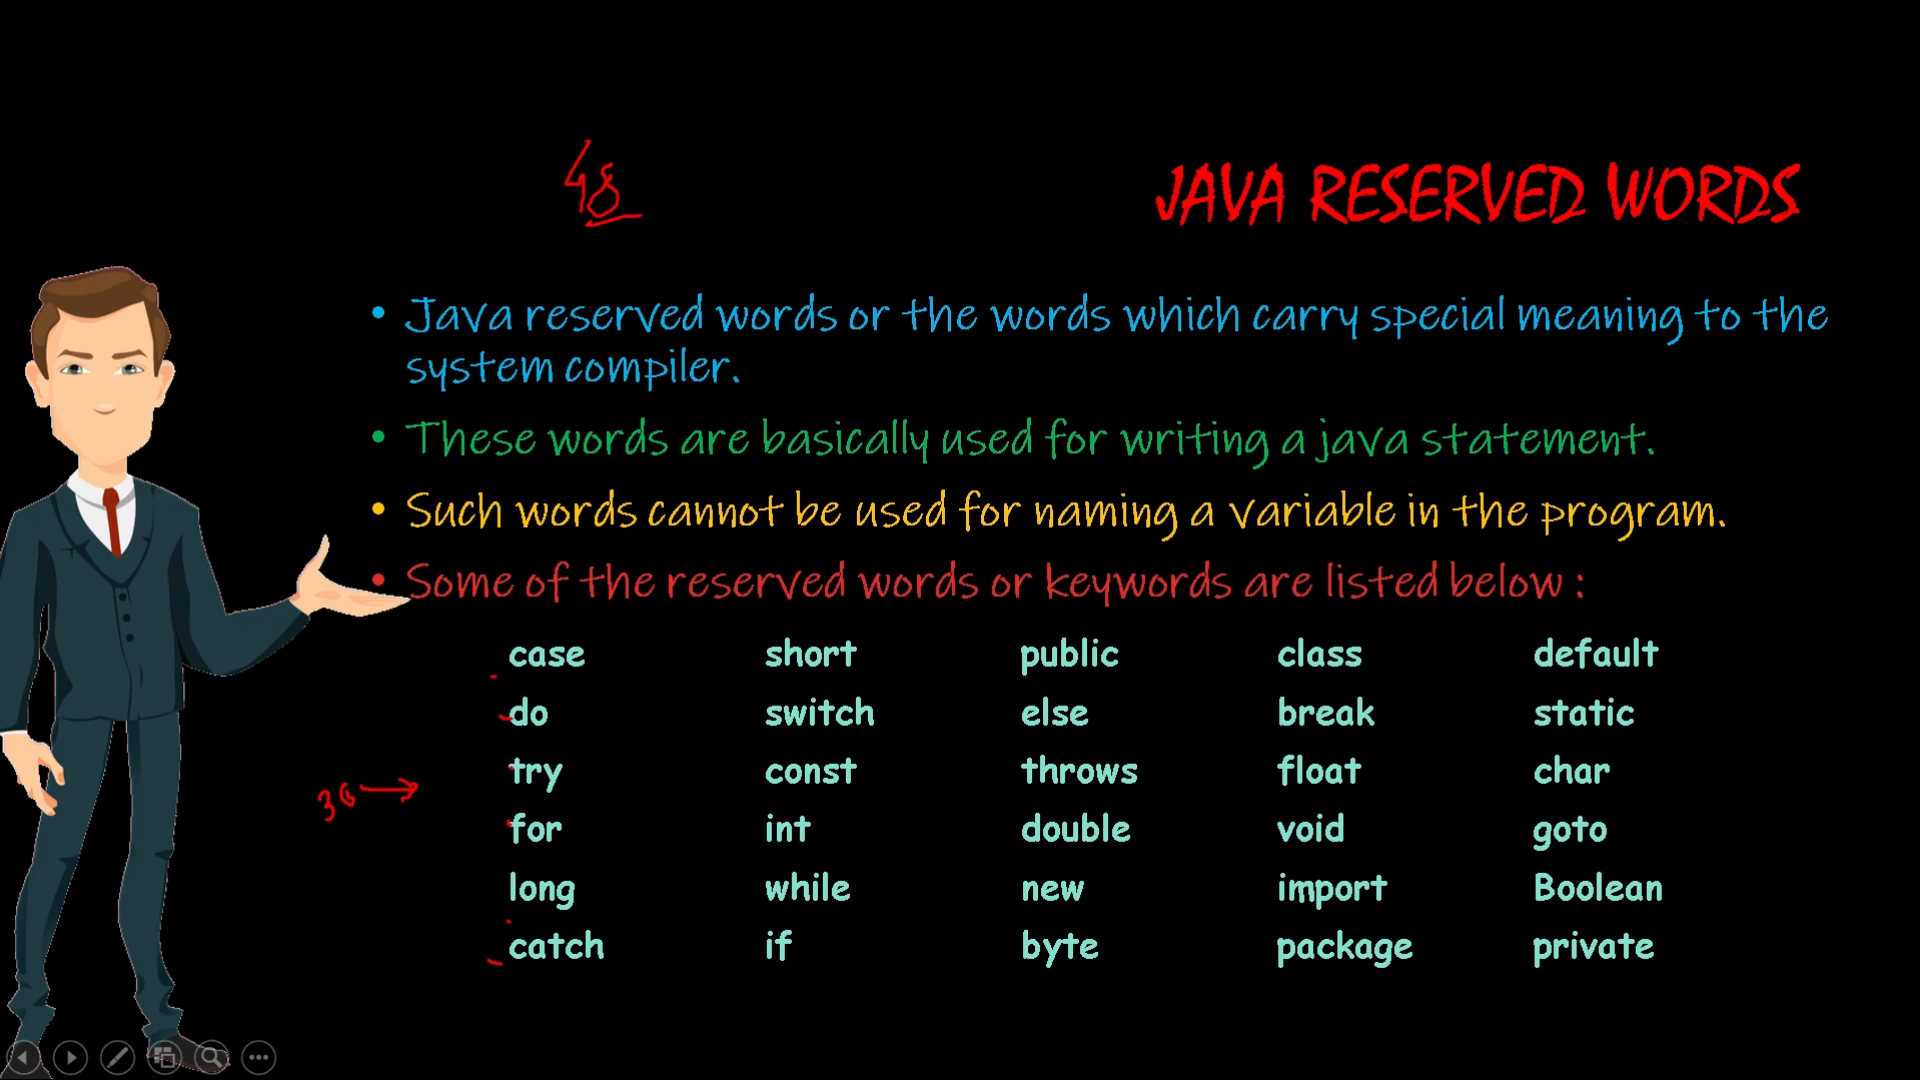 48
JAVA RESERVED WORDS
• Java reserved words or the words which carry special meaning to the
system compiler.
• These words are basically used for writing a java statement.
• Such words cannot be used for naming a variable in the program.
• Some of the reserved words or keywords are listed below :
case short public class default
do switch else break static
try const throws float char
30 →
for int double void goto
long while new import Boolean
catch if byte package private